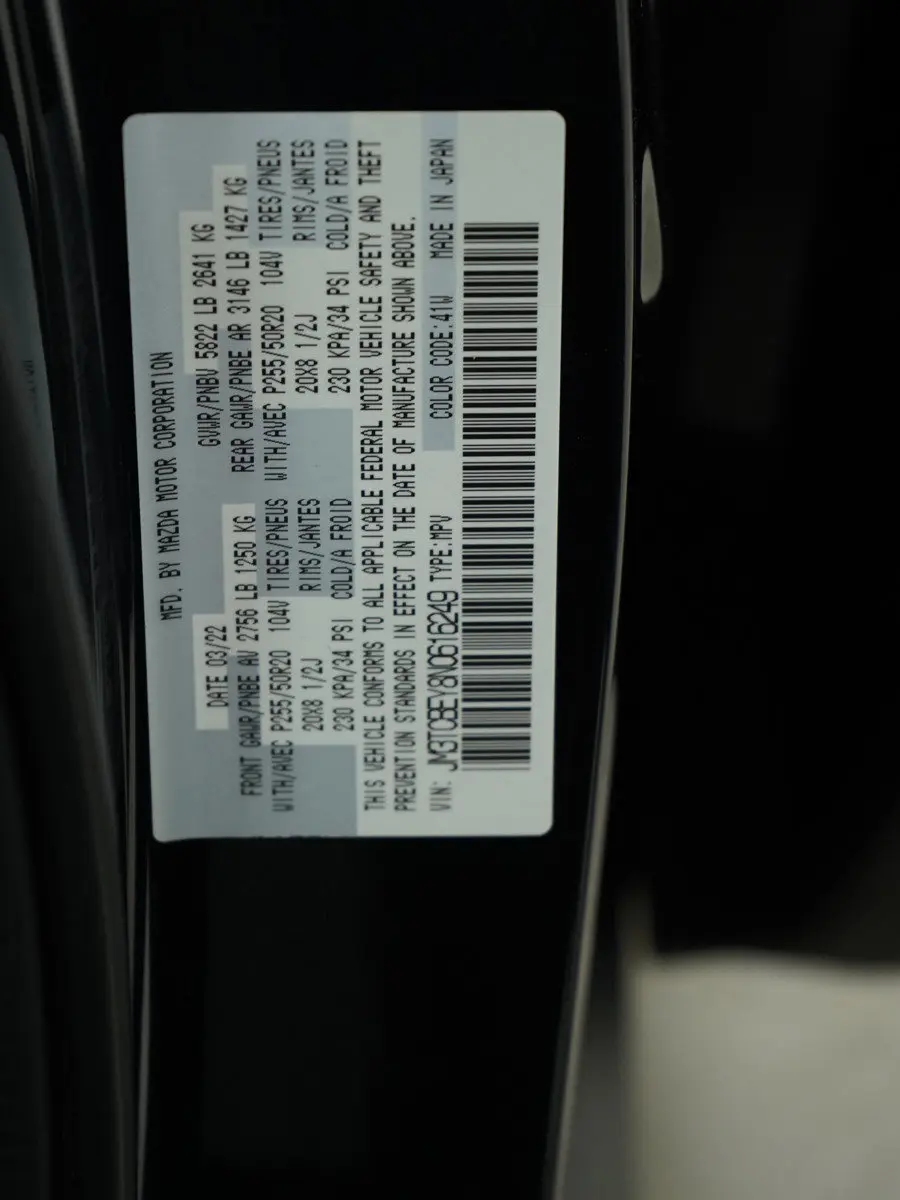 MFD. BY MAZDA MOTOR CORPORATION
DATE 03/22 GVWR/PNBV 5822 LB 2641 KG
FRONT GAWR/PNBE AV 2756 LB 1250 KG REAR GAWR/PNBE AR 3146 LB 1427 KG
WITH/AVEC P255/50R20 104V TIRES/PNEUS WITH/AVEC P255/50R20 104V TIRES/PNEUS
20X8 1/2J RIMS/JANTES 20X8 1/2J RIMS/JANTES
230 KPA/34 PSI COLD/A FROID 230 KPA/34 PSI COLD/A FROID
THIS VEHICLE CONFORMS TO ALL APPLICABLE FEDERAL MOTOR VEHICLE SAFETY AND THEFT
PREVENTION STANDARDS IN EFFECT ON THE DATE OF MANUFACTURE SHOWN ABOVE.
VIN: JM3TCBEY8N0616249 TYPE:MPV COLOR CODE:41W MADE IN JAPAN